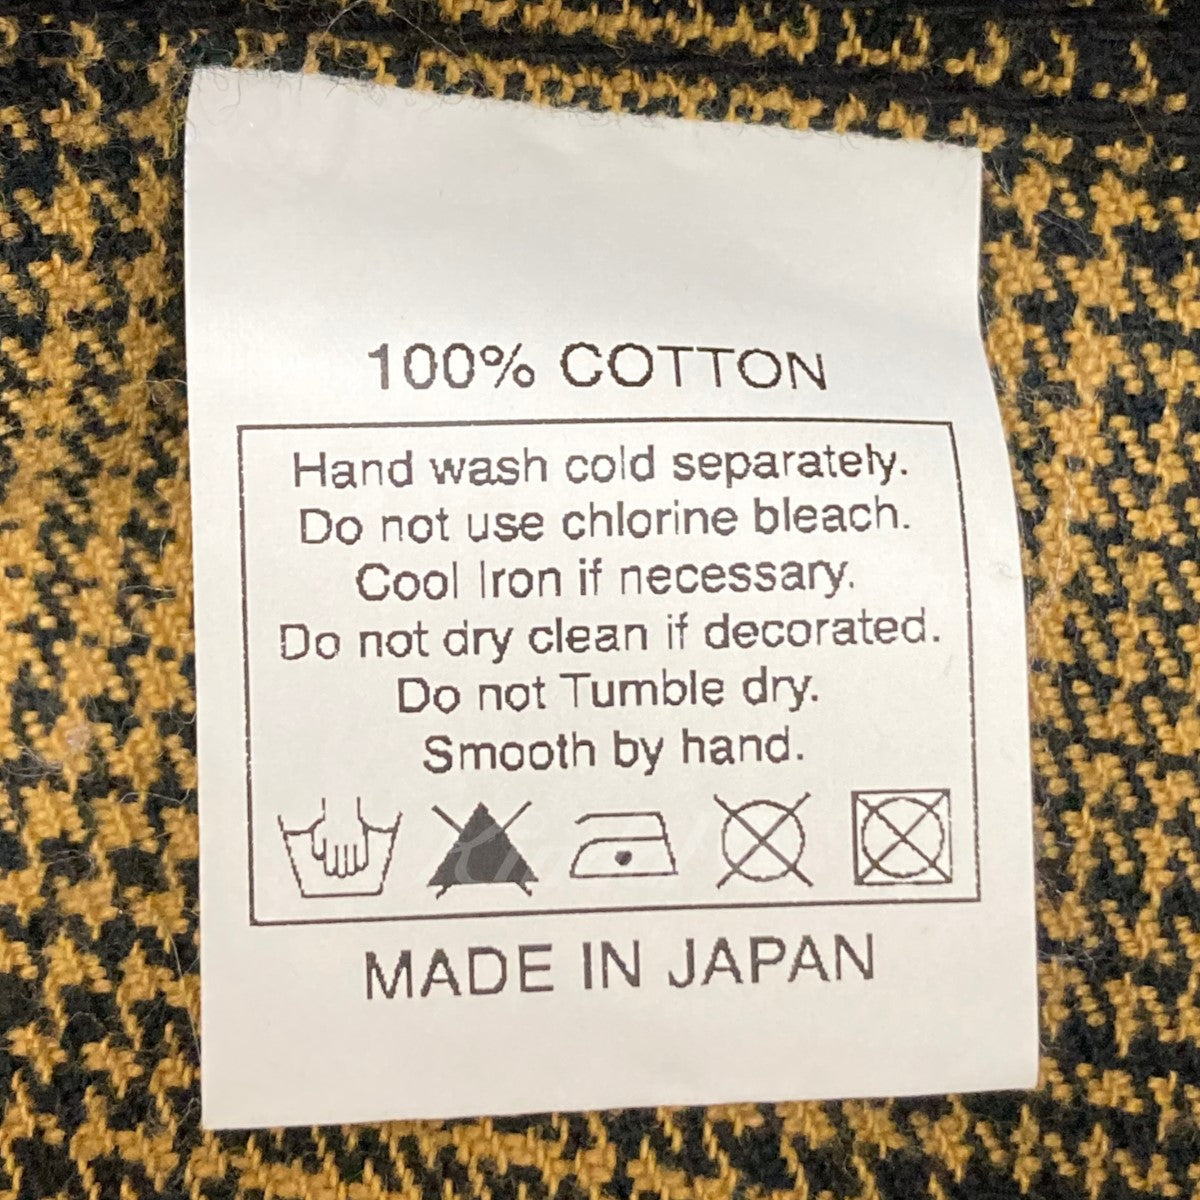 100% COTTON
Hand wash cold separately.
Do not use chlorine bleach.
Cool Iron if necessary.
Do not dry clean if decorated.
Do not Tumble dry.
Smooth by hand.
MADE IN JAPAN